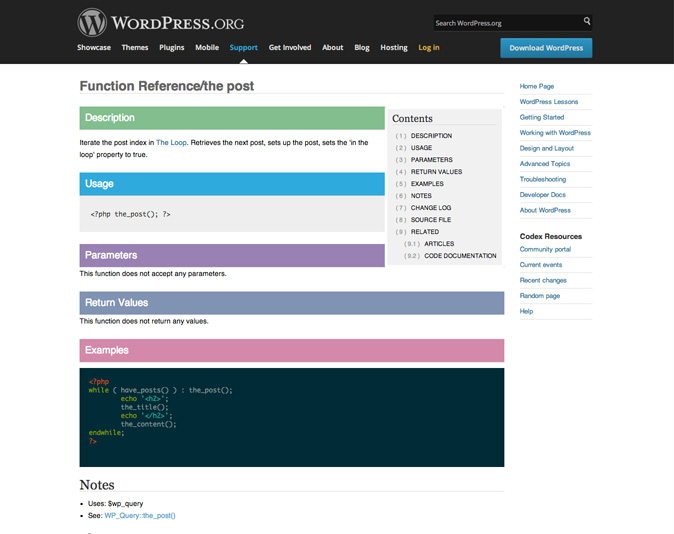 WORDPRESS.ORG
Search WordPress.org
Showcase Themes Plugins Mobile Support Get Involved About Blog Hosting Log in
Download WordPress
Function Reference/the post
Description
Iterate the post index in The Loop. Retrieves the next post, sets up the post, sets the 'in the
loop' property to true.
Usage
<?php the_post(); ?>
Parameters
This function does not accept any parameters.
Return Values
This function does not return any values.
Examples
<?php
while ( have_posts() ) : the_post();
echo '<h2>';
the_title();
echo '</h2>';
the_content();
endwhile;
?>
Notes
Uses: $wp_query
See: WP_Query::the_post()
Contents
(1) DESCRIPTION
(2) USAGE
(3) PARAMETERS
(4) RETURN VALUES
(5) EXAMPLES
(6) NOTES
(7) CHANGE LOG
(8) SOURCE FILE
(9) RELATED
(9.1) ARTICLES
(9.2) CODE DOCUMENTATION
Home Page
WordPress Lessons
Getting Started
Working with WordPress
Design and Layout
Advanced Topics
Troubleshooting
Developer Docs
About WordPress
Codex Resources
Community portal
Current events
Recent changes
Random page
Help